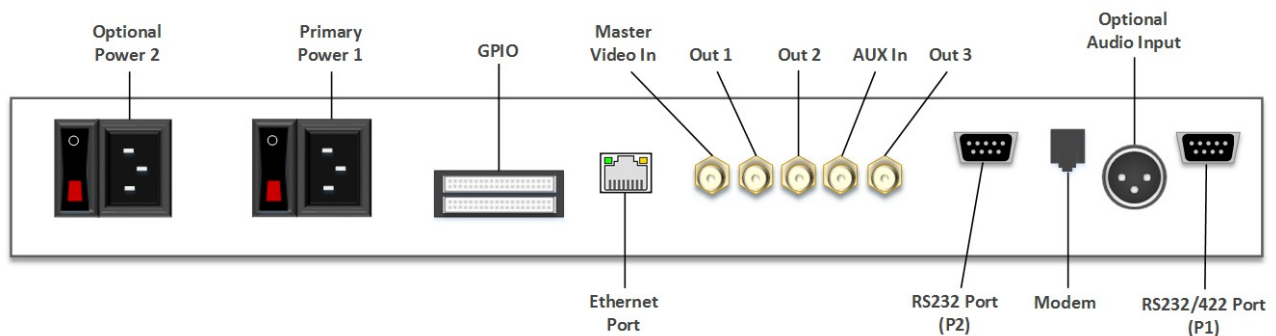 Optional
Power 2
Primary
Power 1
GPIO
Master
Video In
Out 1
Out 2
AUX In
Out 3
Optional
Audio Input
Ethernet
Port
RS232 Port
(P2)
Modem
RS232/422 Port
(P1)